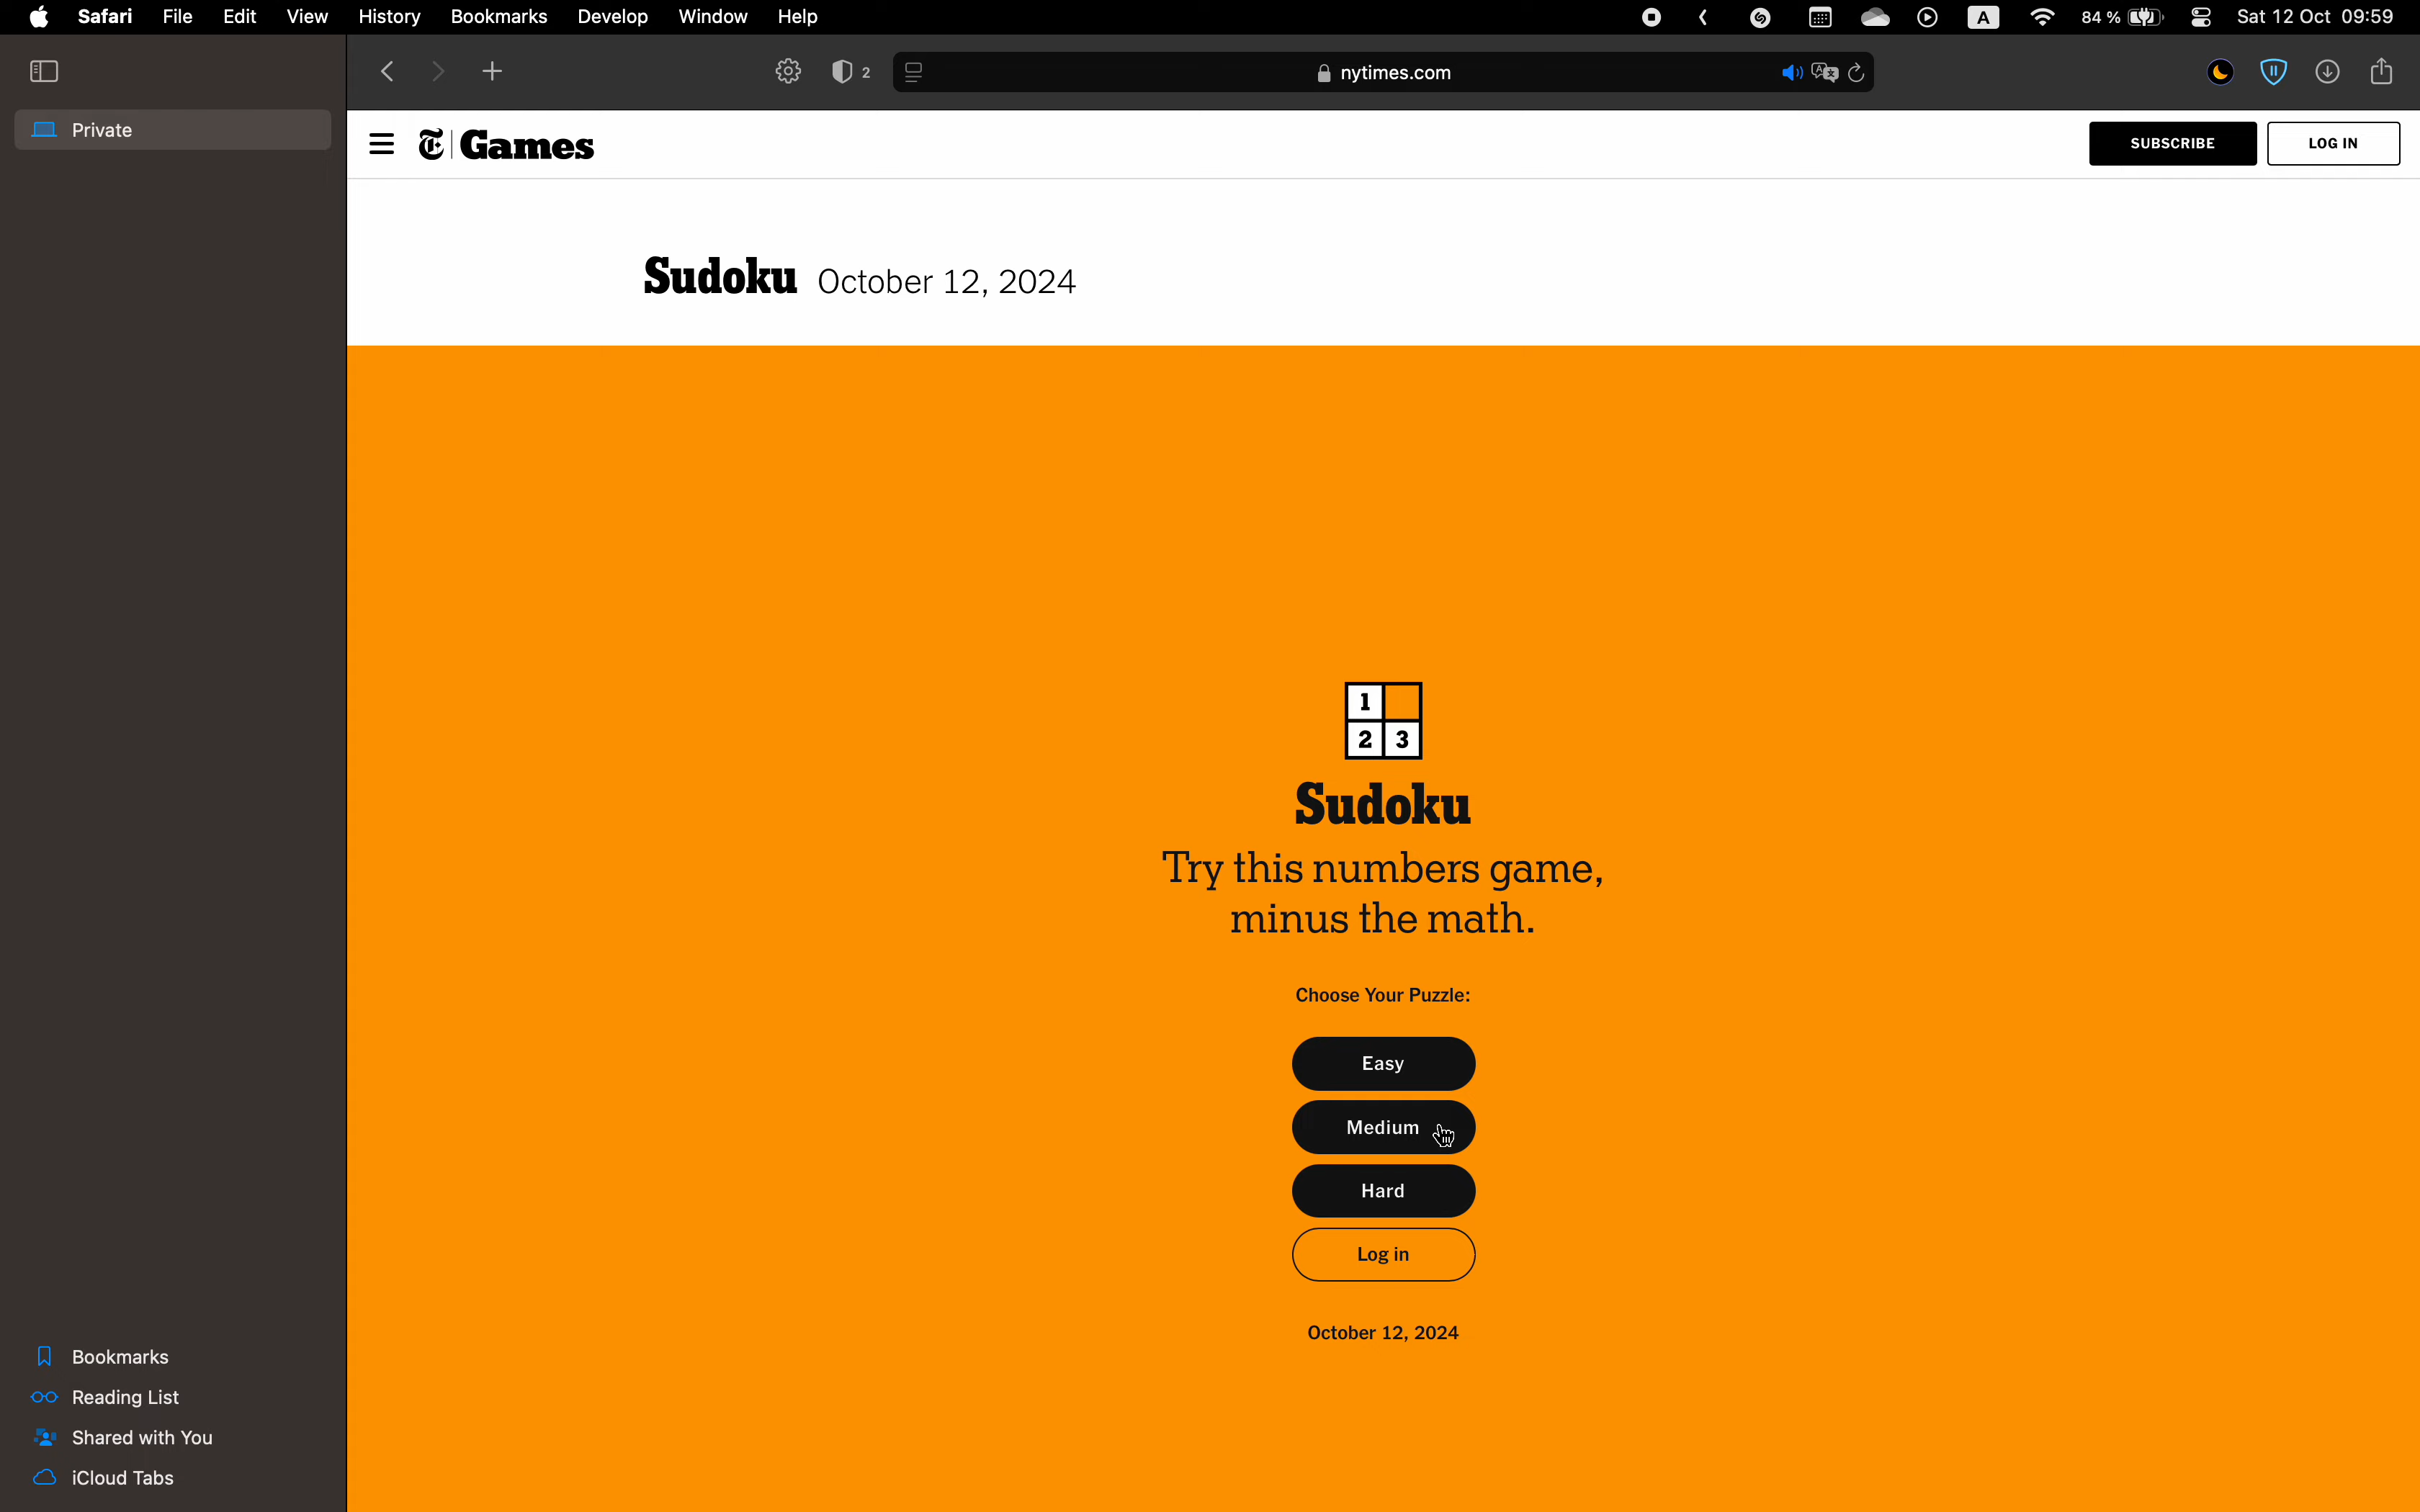 Safari File Edit View History Bookmarks Develop Window Help A 84 % Sat 12 Oct 09:59
2 nytimes.com
Private
T Games SUBSCRIBE LOG IN
Sudoku October 12, 2024
1
2 3
Sudoku
Try this numbers game,
minus the math.
Choose Your Puzzle:
Easy
Medium
Hard
Log in
October 12, 2024
Bookmarks
Reading List
Shared with You
iCloud Tabs